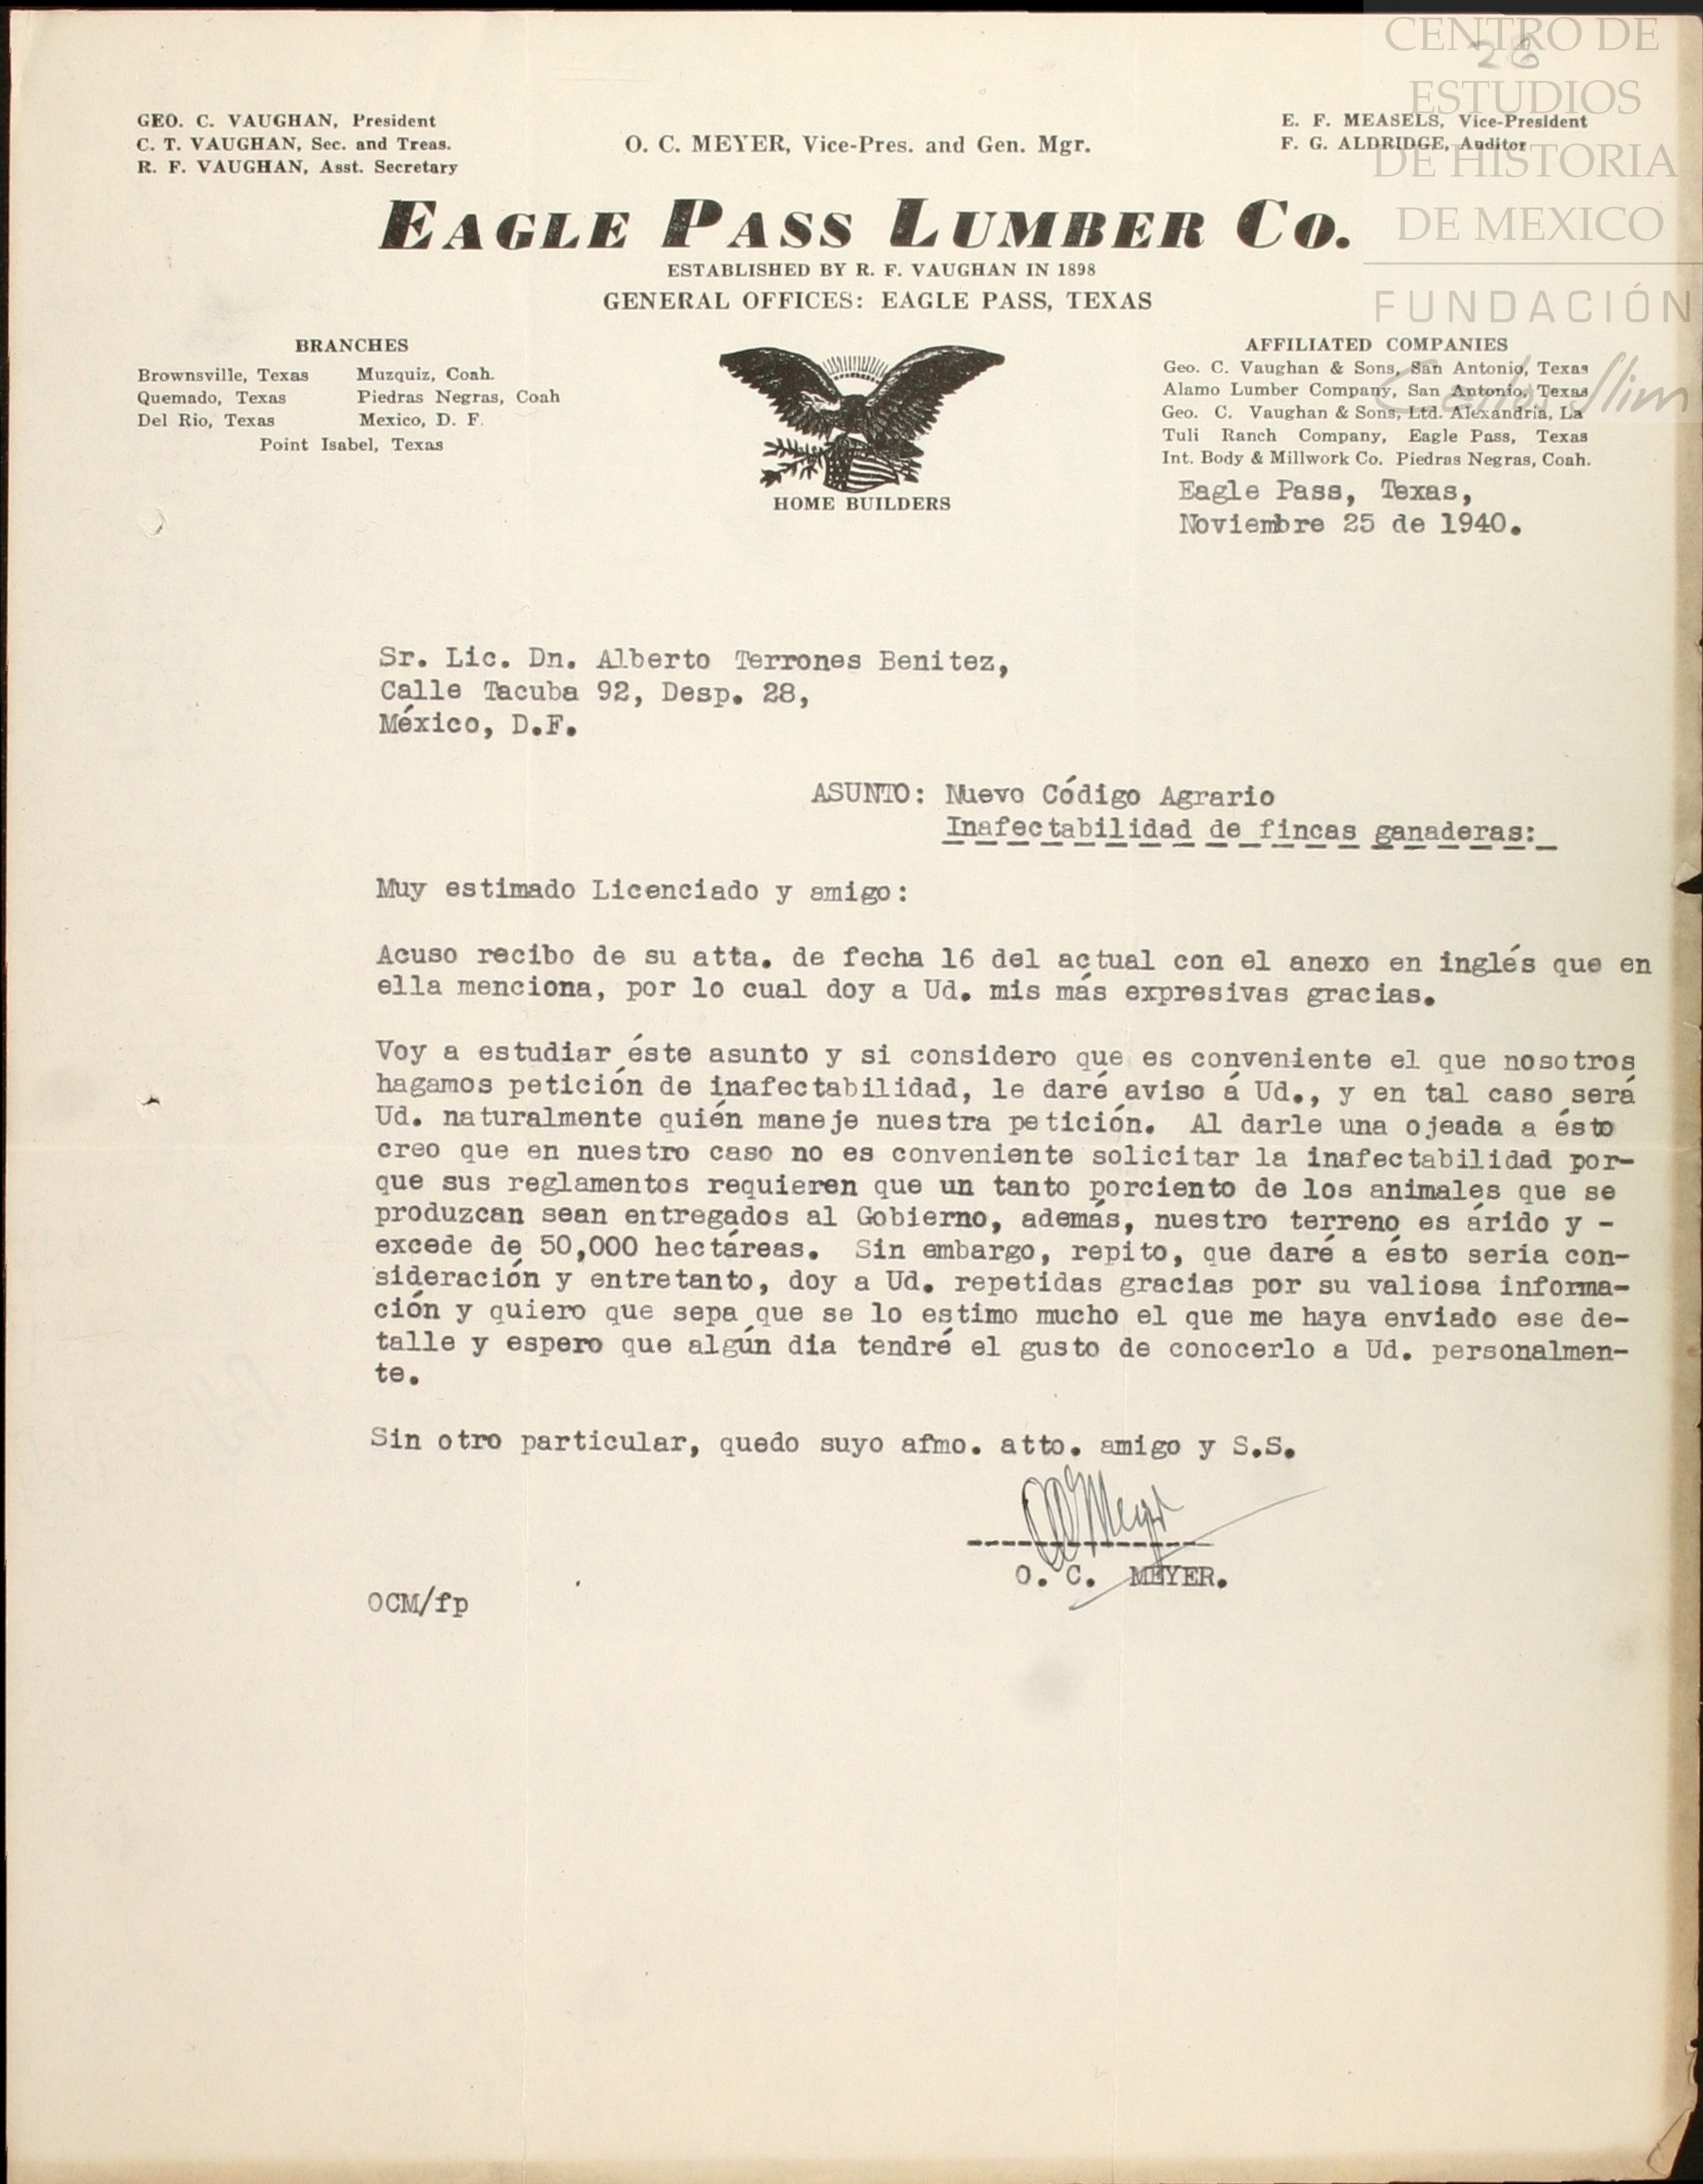 CENTRO DE
28
ESTUDIOS
DE HISTORIA
DE MEXICO
FUNDACIÓN
Carlos Slim
GEO. C. VAUGHAN, President
C. T. VAUGHAN, Sec. and Treas.
R. F. VAUGHAN, Asst. Secretary
O. C. MEYER, Vice-Pres. and Gen. Mgr.
E. F. MEASELS, Vice-President
F. G. ALDRIDGE, Auditor
EAGLE PASS LUMBER CO.
ESTABLISHED BY R. F. VAUGHAN IN 1898
GENERAL OFFICES: EAGLE PASS, TEXAS
BRANCHES
Brownsville, Texas Muzquiz, Coah.
Quemado, Texas Piedras Negras, Coah
Del Rio, Texas Mexico, D. F.
Point Isabel, Texas
HOME BUILDERS
AFFILIATED COMPANIES
Geo. C. Vaughan & Sons, San Antonio, Texas
Alamo Lumber Company, San Antonio, Texas
Geo. C. Vaughan & Sons, Ltd. Alexandria, La
Tuli Ranch Company, Eagle Pass, Texas
Int. Body & Millwork Co. Piedras Negras, Coah.
Eagle Pass, Texas,
Noviembre 25 de 1940.
Sr. Lic. Dn. Alberto Terrones Benitez,
Calle Tacuba 92, Desp. 28,
México, D.F.
ASUNTO: Nuevo Código Agrario
Inafectabilidad de fincas ganaderas:
Muy estimado Licenciado y amigo:
Acuso recibo de su atta. de fecha 16 del actual con el anexo en inglés que en
ella menciona, por lo cual doy a Ud. mis más expresivas gracias.
Voy a estudiar éste asunto y si considero que es conveniente el que nosotros
hagamos petición de inafectabilidad, le daré aviso á Ud., y en tal caso será
Ud. naturalmente quién maneje nuestra petición. Al darle una ojeada a ésto
creo que en nuestro caso no es conveniente solicitar la inafectabilidad por-
que sus reglamentos requieren que un tanto porciento de los animales que se
produzcan sean entregados al Gobierno, además, nuestro terreno es árido y -
excede de 50,000 hectáreas. Sin embargo, repito, que daré a ésto seria con-
sideración y entretanto, doy a Ud. repetidas gracias por su valiosa informa-
ción y quiero que sepa que se lo estimo mucho el que me haya enviado ese de-
talle y espero que algún dia tendré el gusto de conocerlo a Ud. personalmen-
te.
Sin otro particular, quedo suyo afmo. atto. amigo y S.S.
OCMeyer
O. C. MEYER.
OCM/fp